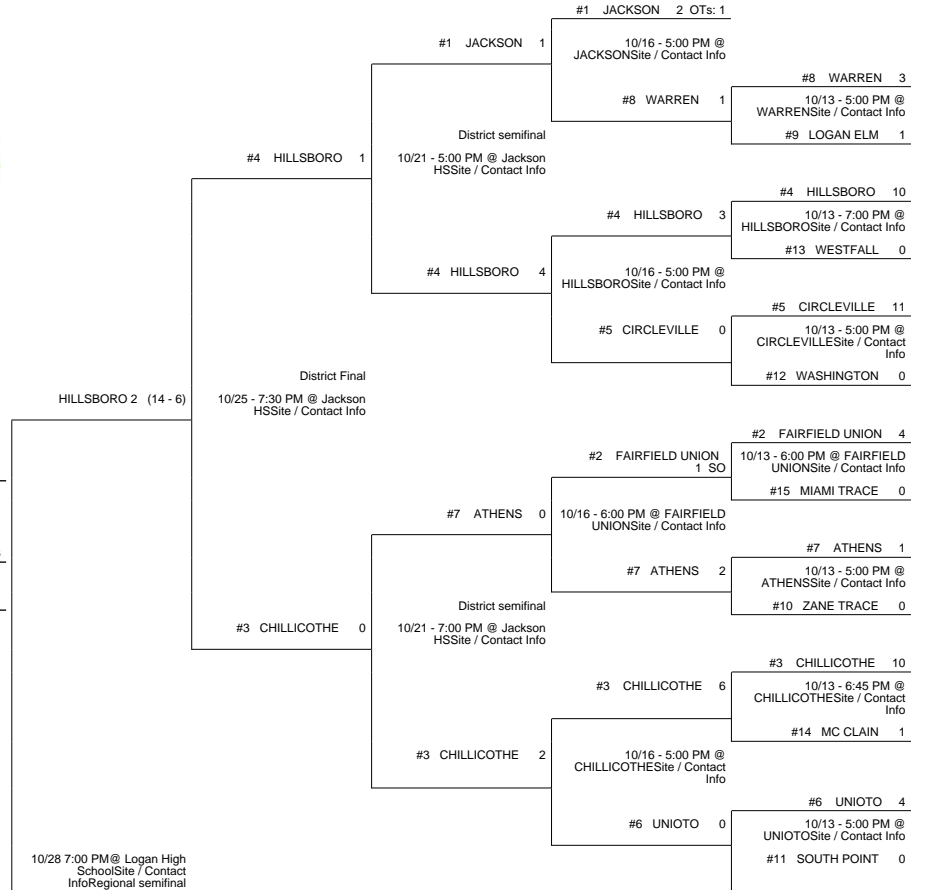 #1 JACKSON 2 OTs: 1
#1 JACKSON 1
10/16 - 5:00 PM @
JACKSONSite / Contact Info
#8 WARREN 3
#8 WARREN 1
10/13 - 5:00 PM @
WARRENSite / Contact Info
#9 LOGAN ELM 1
District semifinal
#4 HILLSBORO 1
10/21 - 5:00 PM @ Jackson
HSSite / Contact Info
#4 HILLSBORO 10
#4 HILLSBORO 3
10/13 - 7:00 PM @
HILLSBOROSite / Contact Info
#13 WESTFALL 0
#4 HILLSBORO 4
10/16 - 5:00 PM @
HILLSBOROSite / Contact Info
#5 CIRCLEVILLE 11
#5 CIRCLEVILLE 0
10/13 - 5:00 PM @
CIRCLEVILLESite / Contact
Info
#12 WASHINGTON 0
District Final
HILLSBORO 2 (14 - 6)
10/25 - 7:30 PM @ Jackson
HSSite / Contact Info
#2 FAIRFIELD UNION 4
#2 FAIRFIELD UNION
1 SO
10/13 - 6:00 PM @ FAIRFIELD
UNIONSite / Contact Info
#15 MIAMI TRACE 0
#7 ATHENS 0
10/16 - 6:00 PM @ FAIRFIELD
UNIONSite / Contact Info
#7 ATHENS 1
#7 ATHENS 2
10/13 - 5:00 PM @
ATHENSSite / Contact Info
#10 ZANE TRACE 0
District semifinal
#3 CHILLICOTHE 0
10/21 - 7:00 PM @ Jackson
HSSite / Contact Info
#3 CHILLICOTHE 10
#3 CHILLICOTHE 6
10/13 - 6:45 PM @
CHILLICOTHESite / Contact
Info
#14 MC CLAIN 1
#3 CHILLICOTHE 2
10/16 - 5:00 PM @
CHILLICOTHESite / Contact
Info
#6 UNIOTO 4
#6 UNIOTO 0
10/13 - 5:00 PM @
UNIOTOSite / Contact Info
#11 SOUTH POINT 0
10/28 7:00 PM@ Logan High
SchoolSite / Contact
InfoRegional semifinal